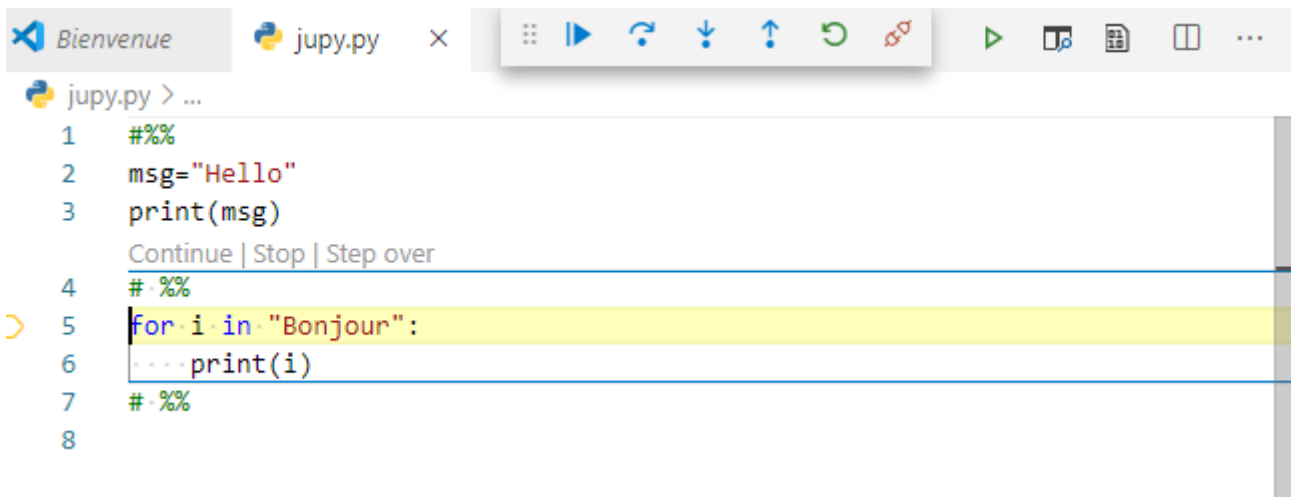 Bienvenue jupy.py
jupy.py > ...
1 #%%
2 msg="Hello"
3 print(msg)
Continue | Stop | Step over
4 # %%
5 for i in "Bonjour":
6     print(i)
7 # %%
8